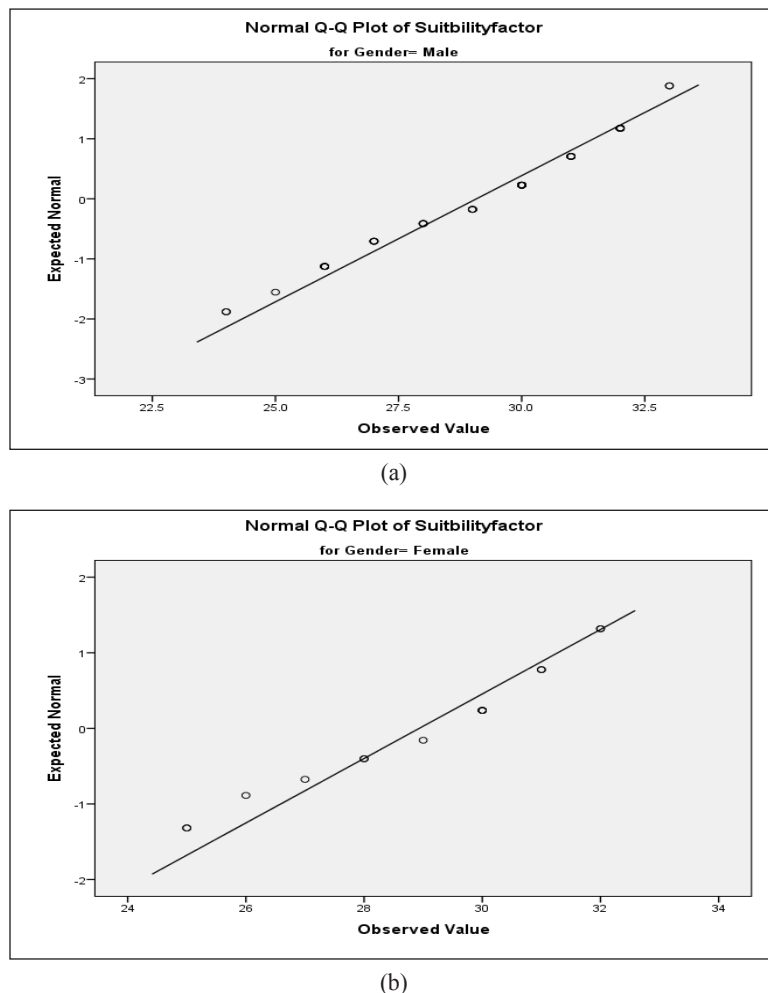 Normal Q-Q Plot of Suitbilityfactor
for Gender= Male
Expected Normal
2
1
0
-1
-2
-3
22.5 25.0 27.5 30.0 32.5
Observed Value
(a)
Normal Q-Q Plot of Suitbilityfactor
for Gender= Female
Expected Normal
2
1
0
-1
-2
24 26 28 30 32 34
Observed Value
(b)